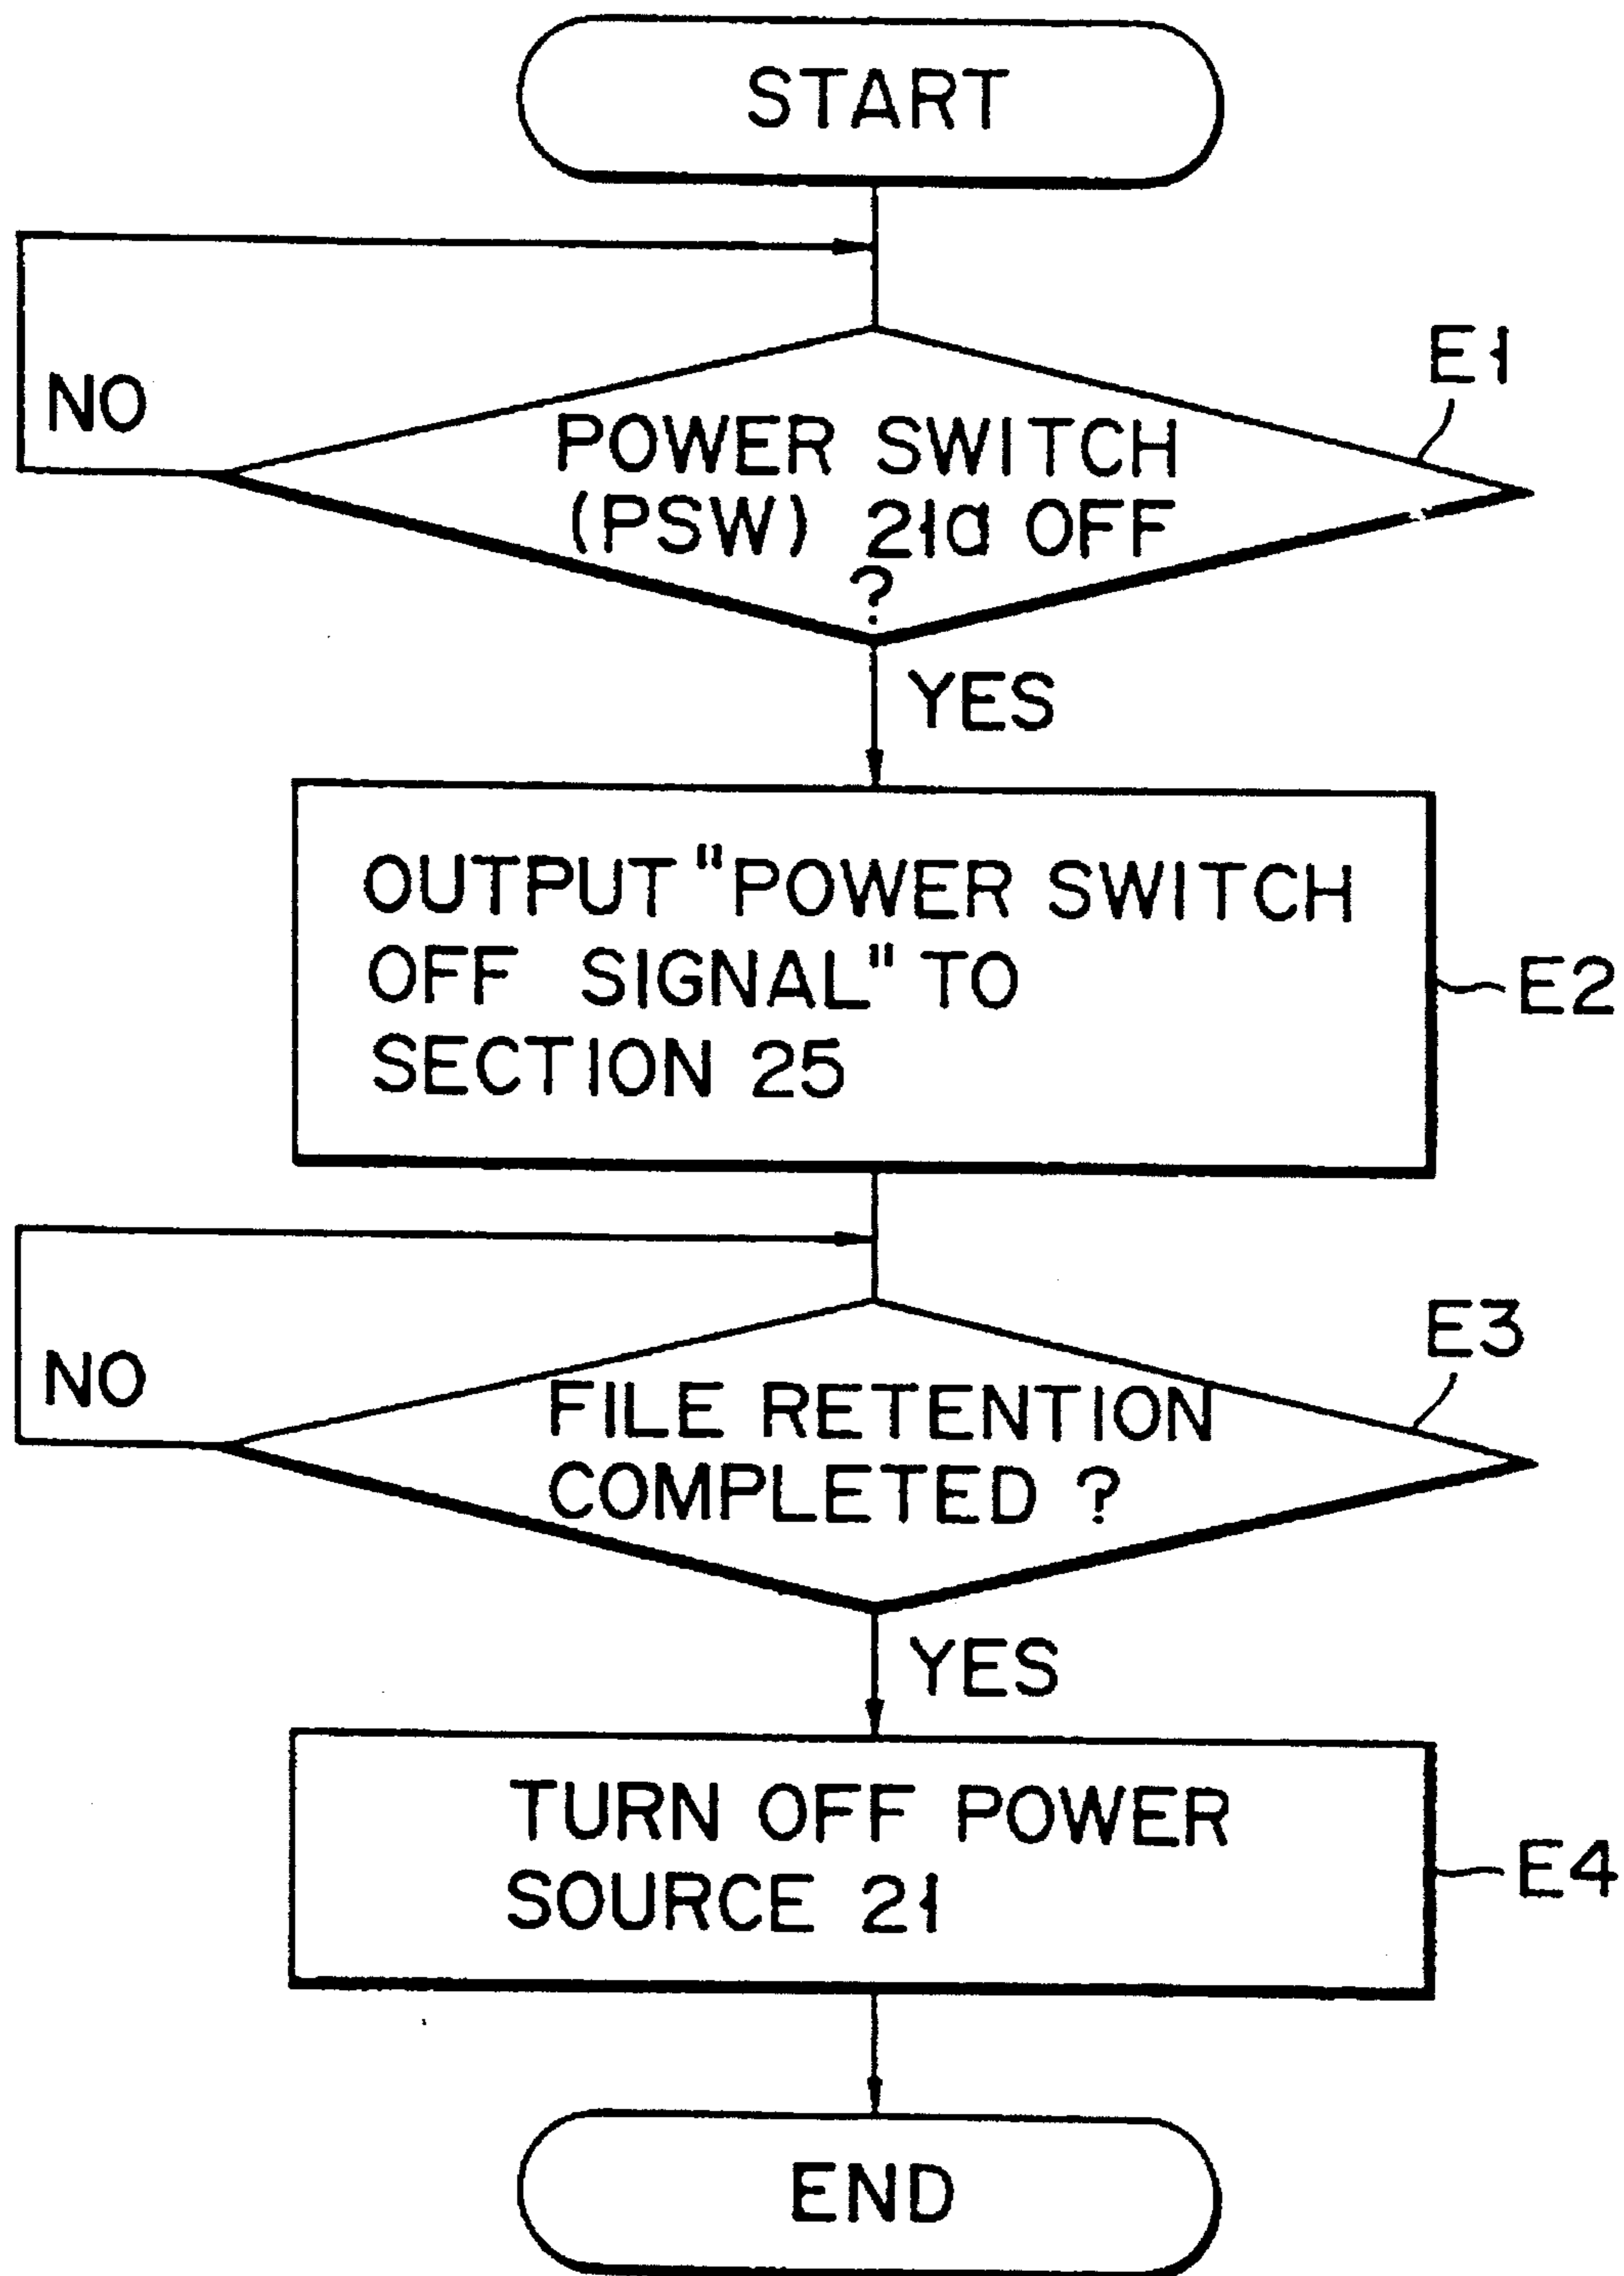 START
NO
E1
POWER SWITCH
(PSW) 21a OFF
?
YES
OUTPUT "POWER SWITCH
OFF SIGNAL" TO
SECTION 25
E2
NO
E3
FILE RETENTION
COMPLETED ?
YES
TURN OFF POWER
SOURCE 21
E4
END